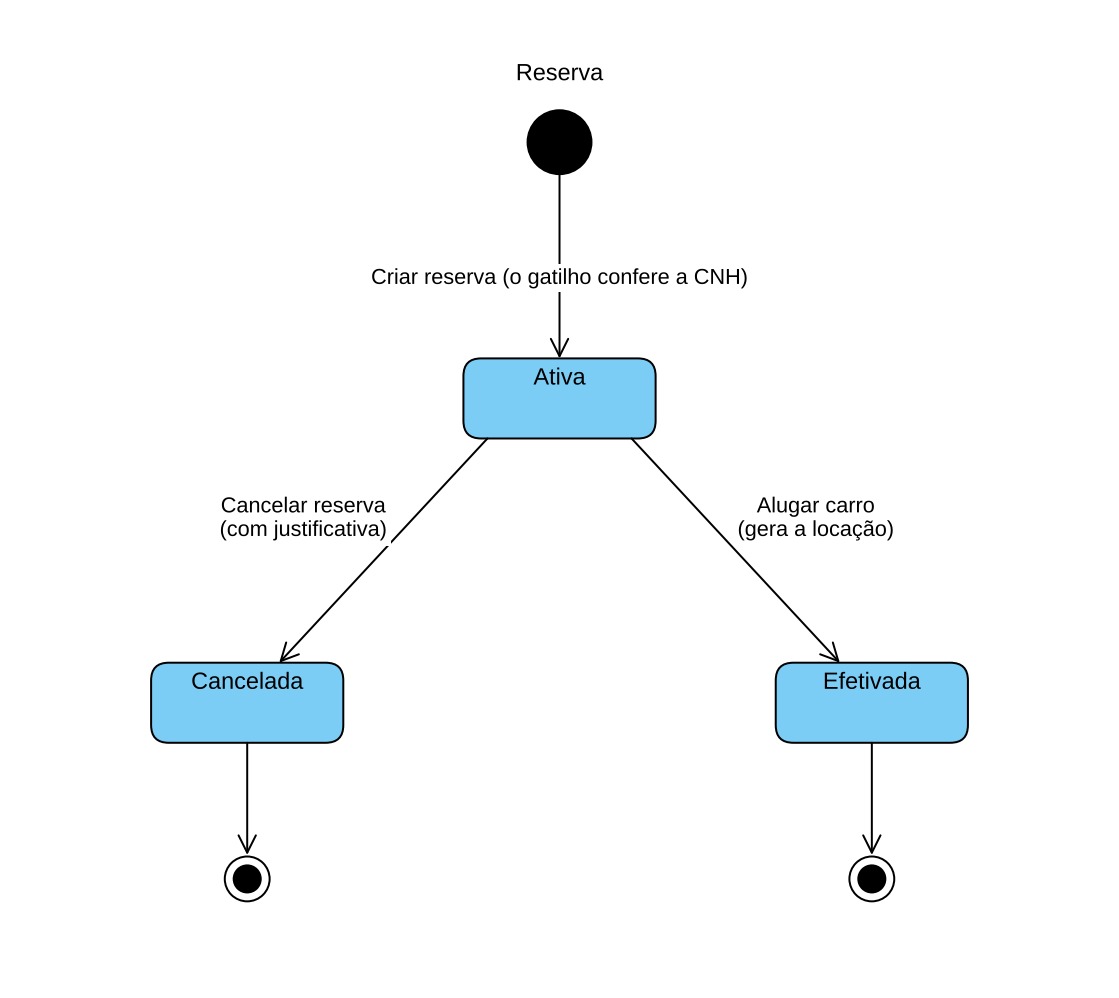 Reserva
Criar reserva (o gatilho confere a CNH)
Ativa
Cancelar reserva
(com justificativa)
Alugar carro
(gera a locação)
Cancelada
Efetivada